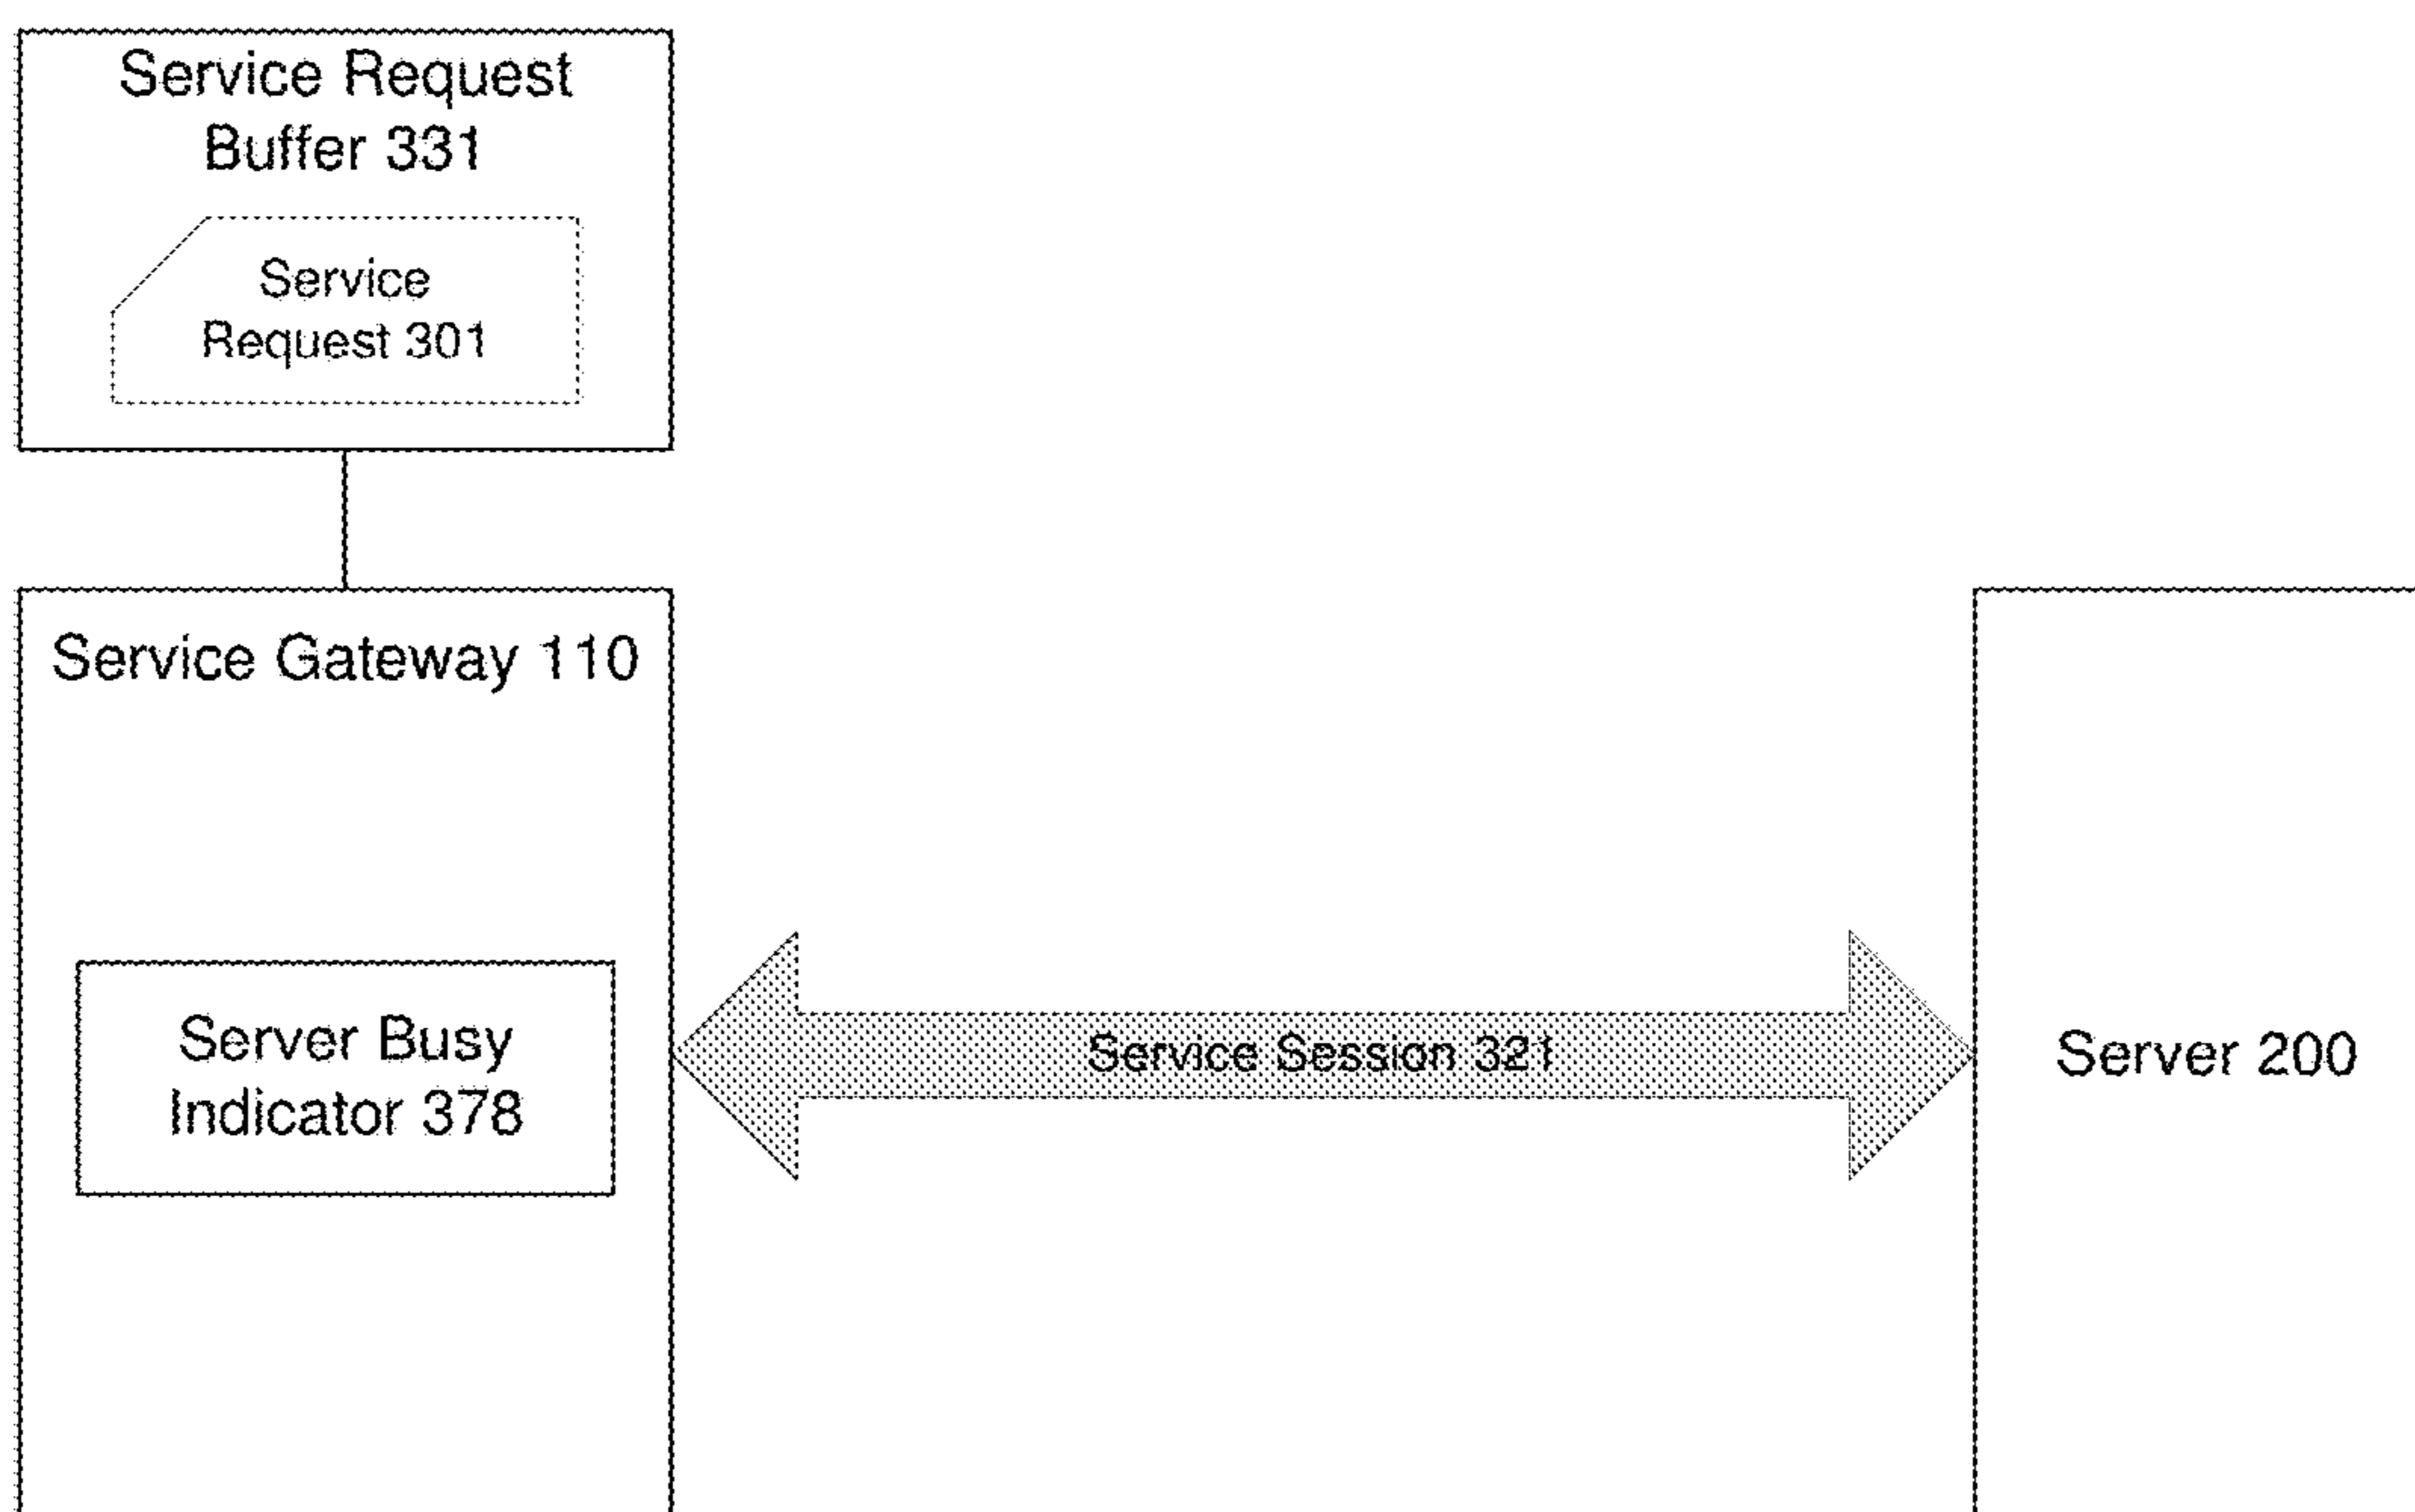 Service Request
Buffer 331
Service
Request 301
Service Gateway 110
Server Busy
Indicator 378
Service Session 321
Server 200